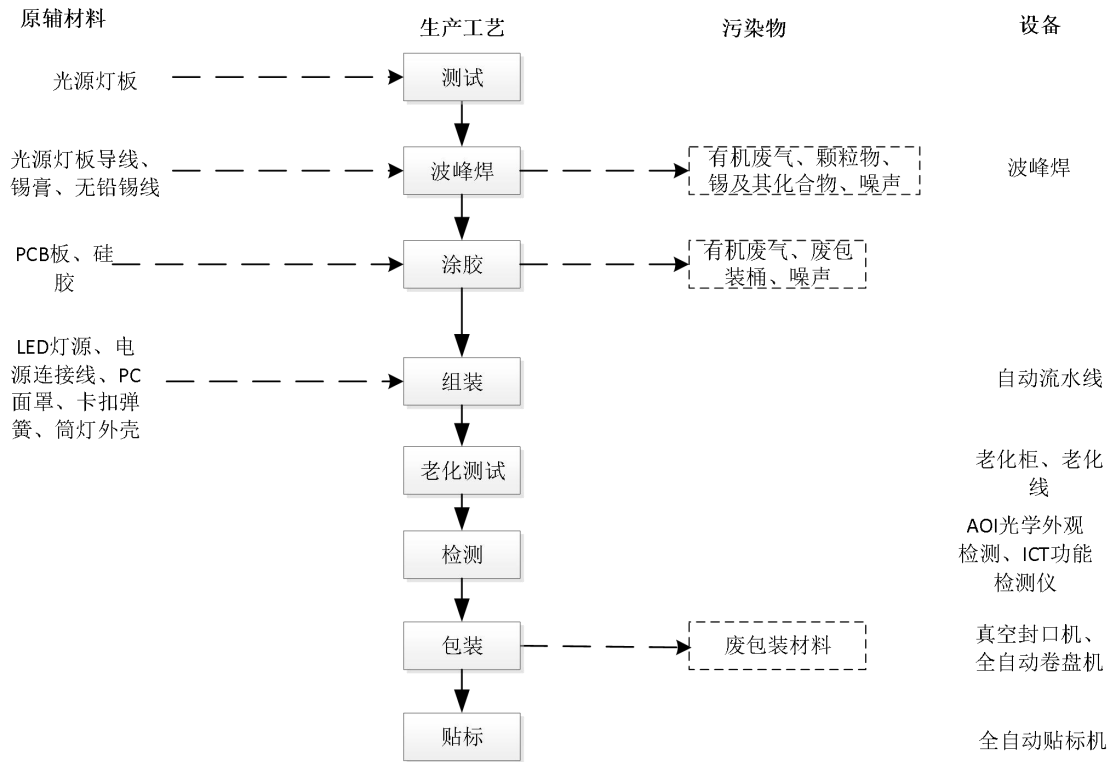 原辅材料
生产工艺
污染物
设备
光源灯板
测试
光源灯板导线、
锡膏、无铅锡线
波峰焊
有机废气、颗粒物、
锡及其化合物、噪声
波峰焊
PCB板、硅
胶
涂胶
有机废气、废包
装桶、噪声
LED灯源、电
源连接线、PC
面罩、卡扣弹
簧、筒灯外壳
组装
自动流水线
老化测试
老化柜、老化
线
检测
AOI光学外观
检测、ICT功能
检测仪
包装
废包装材料
真空封口机、
全自动卷盘机
贴标
全自动贴标机